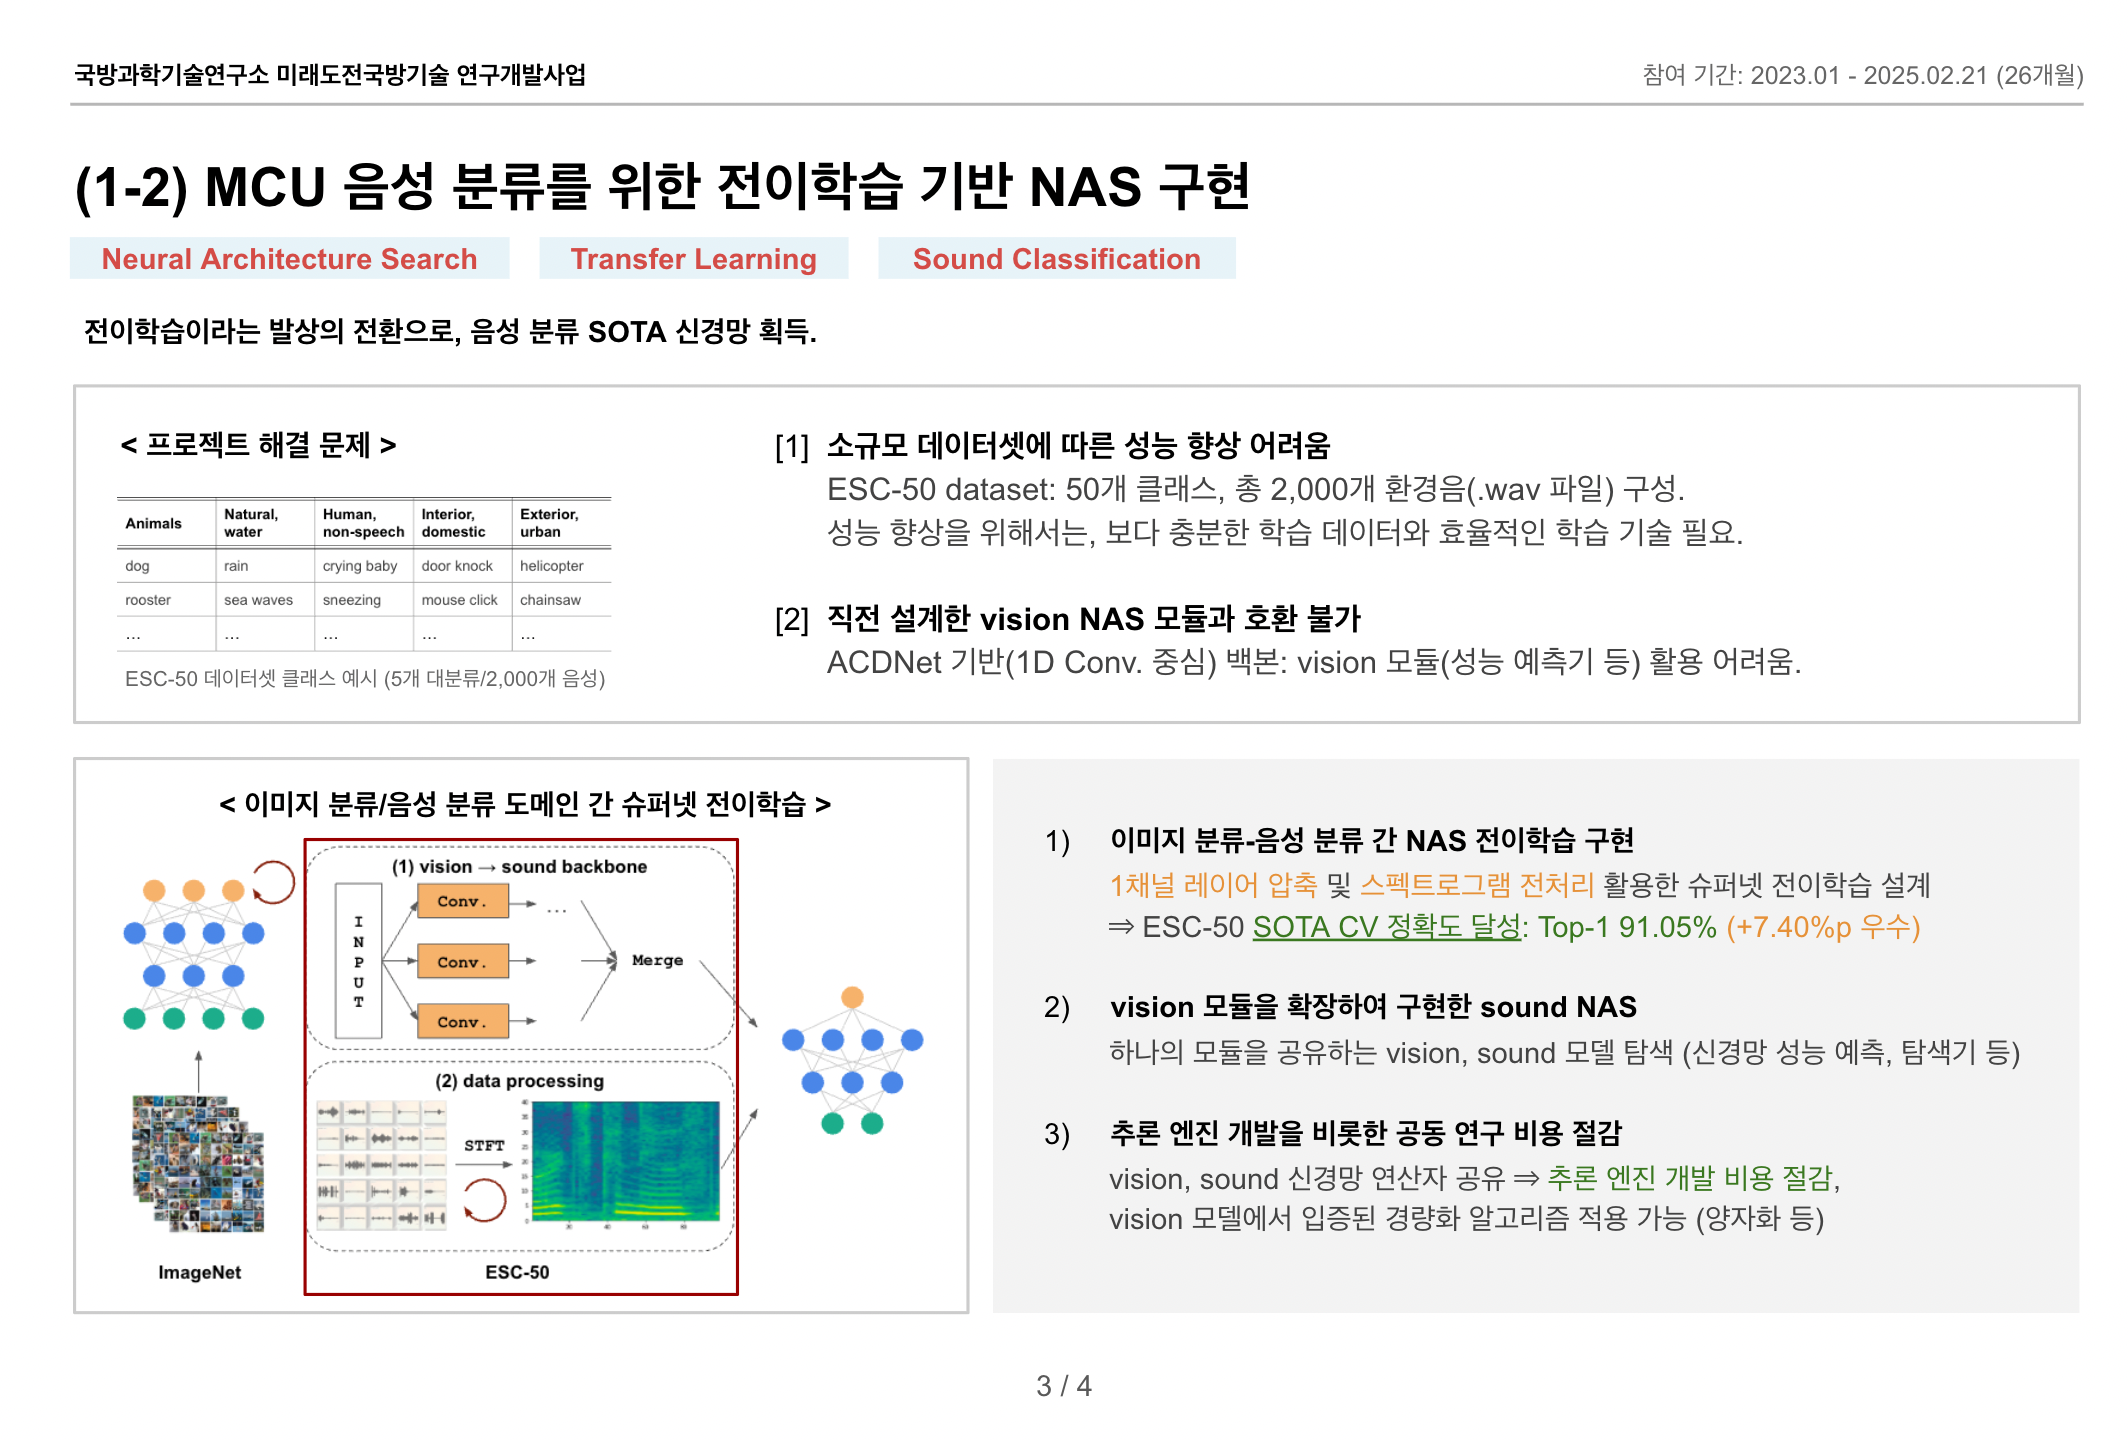 국방과학기술연구소 미래도전국방기술 연구개발사업
참여 기간: 2023.01 - 2025.02.21 (26개월)
(1-2) MCU 음성 분류를 위한 전이학습 기반 NAS 구현
Neural Architecture Search
Transfer Learning
Sound Classification
전이학습이라는 발상의 전환으로, 음성 분류 SOTA 신경망 획득.
< 프로젝트 해결 문제 >
Animals | Natural, water | Human, non-speech | Interior, domestic | Exterior, urban
dog | rain | crying baby | door knock | helicopter
rooster | sea waves | sneezing | mouse click | chainsaw
... | ... | ... | ... | ...
ESC-50 데이터셋 클래스 예시 (5개 대분류/2,000개 음성)
[1] 소규모 데이터셋에 따른 성능 향상 어려움
ESC-50 dataset: 50개 클래스, 총 2,000개 환경음(.wav 파일) 구성.
성능 향상을 위해서는, 보다 충분한 학습 데이터와 효율적인 학습 기술 필요.
[2] 직전 설계한 vision NAS 모듈과 호환 불가
ACDNet 기반(1D Conv. 중심) 백본: vision 모듈(성능 예측기 등) 활용 어려움.
< 이미지 분류/음성 분류 도메인 간 슈퍼넷 전이학습 >
(1) vision → sound backbone
INPUT
Conv.
...
Conv.
Merge
Conv.
(2) data processing
STFT
40
35
30
25
20
15
10
5
0
20 40 60 80
ImageNet
ESC-50
1) 이미지 분류-음성 분류 간 NAS 전이학습 구현
1채널 레이어 압축 및 스펙트로그램 전처리 활용한 슈퍼넷 전이학습 설계
⇒ ESC-50 SOTA CV 정확도 달성: Top-1 91.05% (+7.40%p 우수)
2) vision 모듈을 확장하여 구현한 sound NAS
하나의 모듈을 공유하는 vision, sound 모델 탐색 (신경망 성능 예측, 탐색기 등)
3) 추론 엔진 개발을 비롯한 공동 연구 비용 절감
vision, sound 신경망 연산자 공유 ⇒ 추론 엔진 개발 비용 절감,
vision 모델에서 입증된 경량화 알고리즘 적용 가능 (양자화 등)
3 / 4